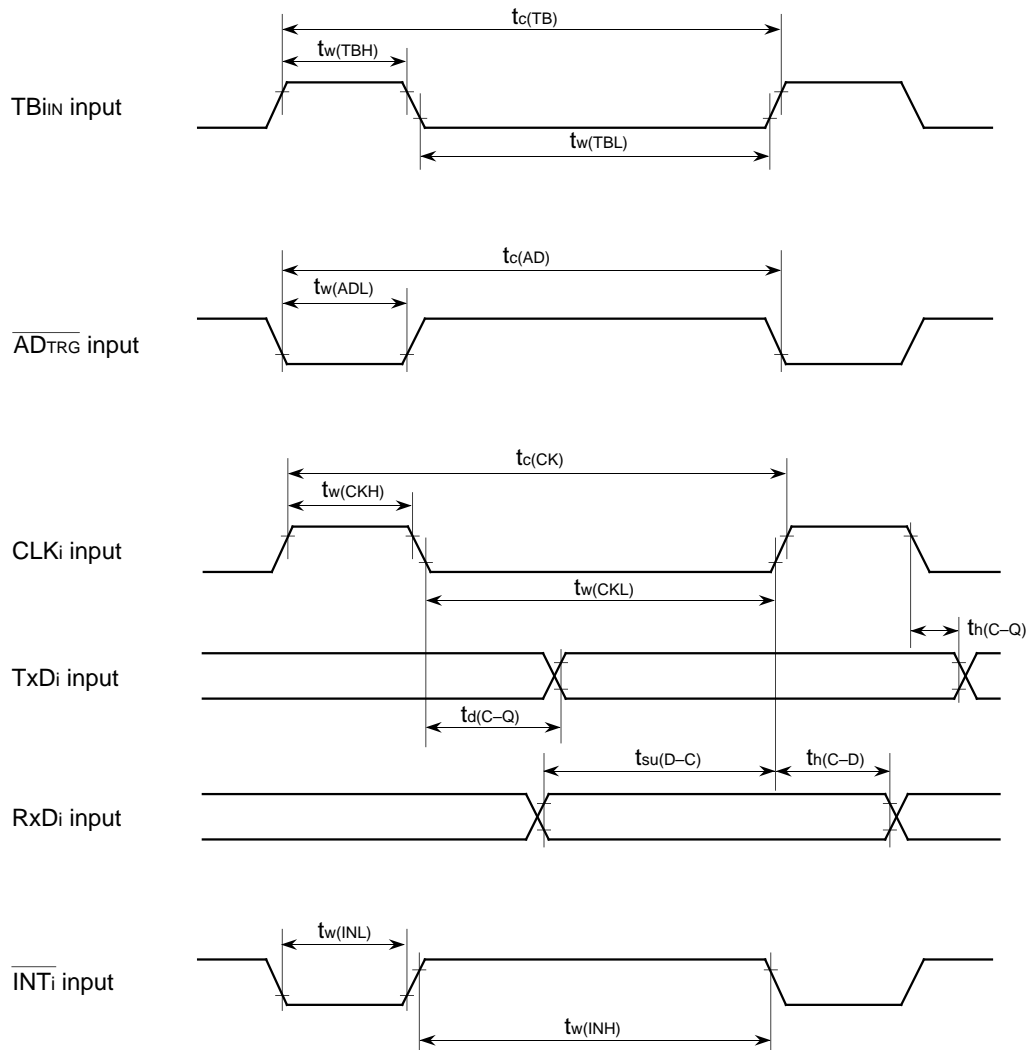 tc(TB)
tw(TBH)
TBiIN input
tw(TBL)
tc(AD)
tw(ADL)
ADTRG input
tc(CK)
tw(CKH)
CLKi input
tw(CKL)
th(C–Q)
TxDi input
td(C–Q)
tsu(D–C)
th(C–D)
RxDi input
tw(INL)
INTi input
tw(INH)